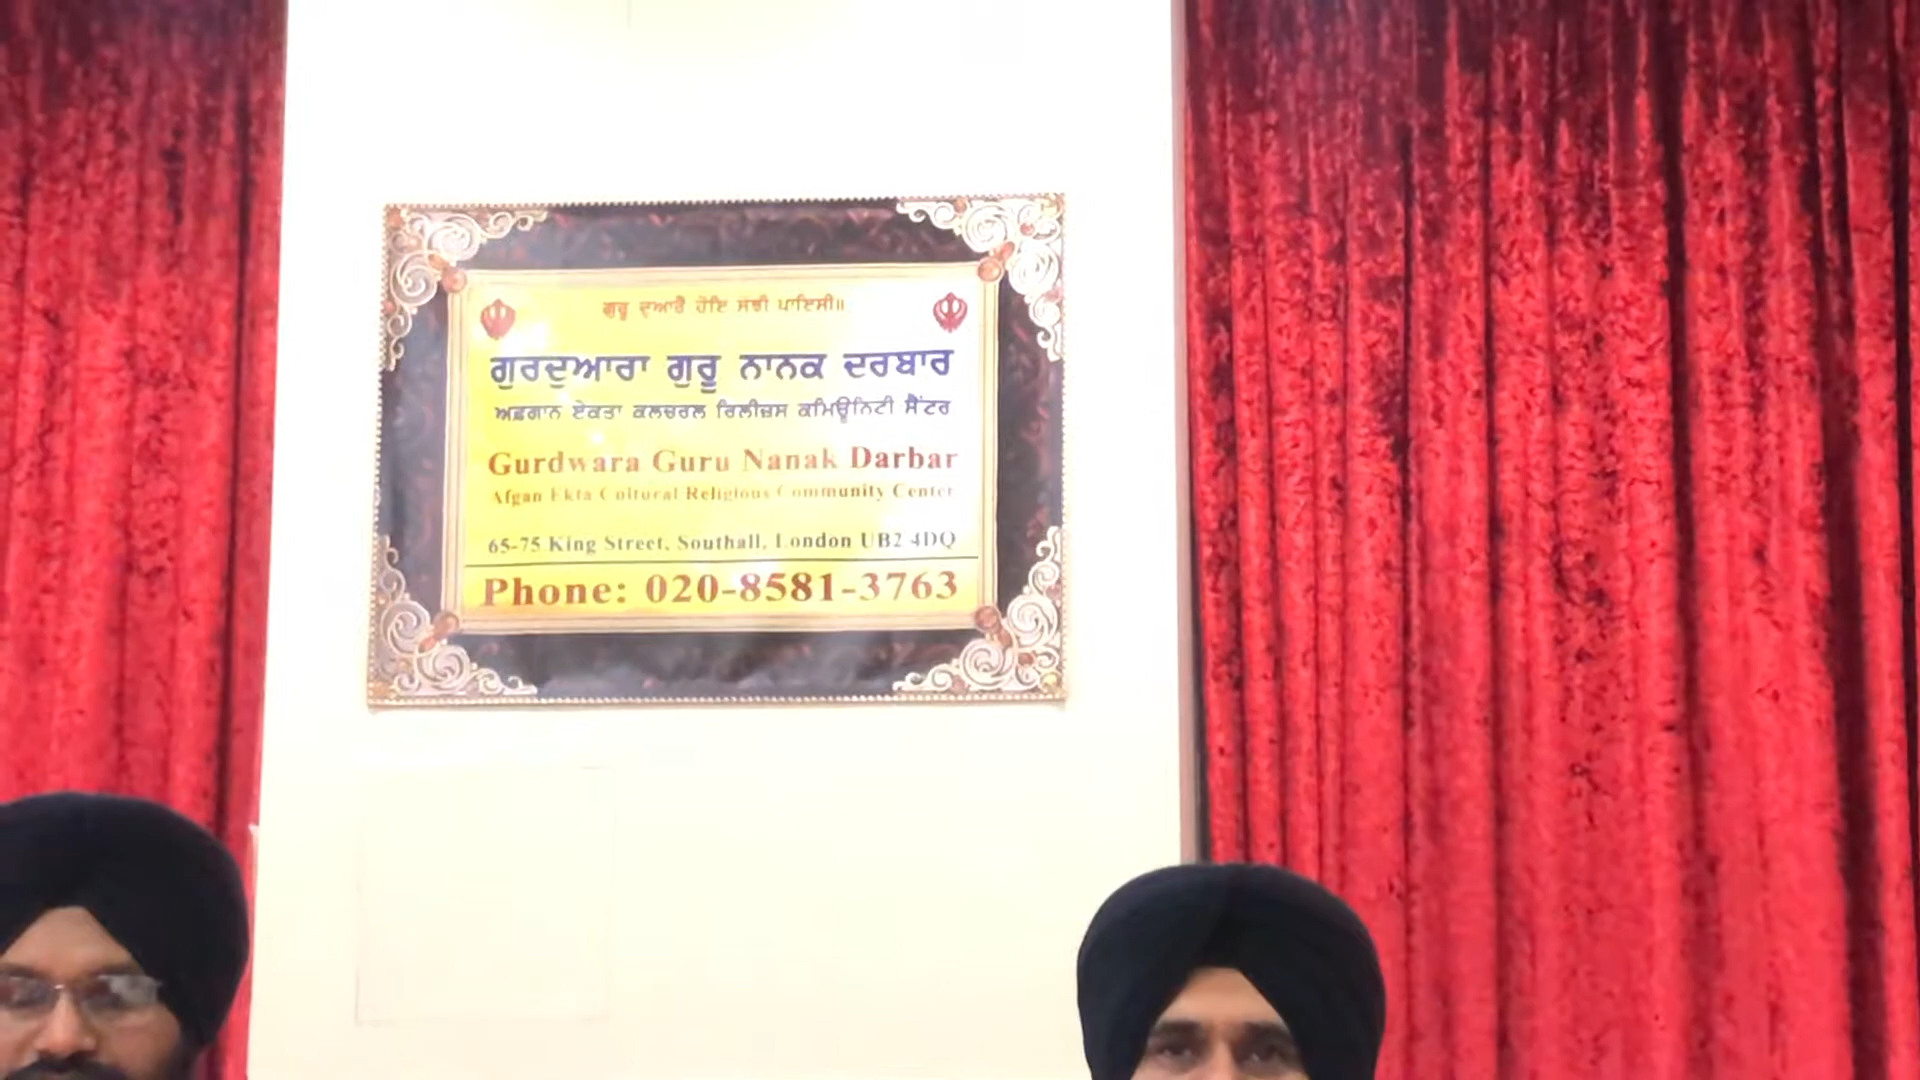 ਗੁਰੂ ਦੁਆਰੈ ਹੋਇ ਸੋਝੀ ਪਾਇਸੀ॥
ਗੁਰਦੁਆਰਾ ਗੁਰੂ ਨਾਨਕ ਦਰਬਾਰ
ਅਫ਼ਗਾਨ ਏਕਤਾ ਕਲਚਰਲ ਰਿਲੀਜ਼ਸ ਕਮਿਊਨਿਟੀ ਸੈਂਟਰ
Gurdwara Guru Nanak Darbar
Afgan Ekta Cultural Religious Community Center
65-75 King Street, Southall, London UB2 4DQ
Phone: 020-8581-3763